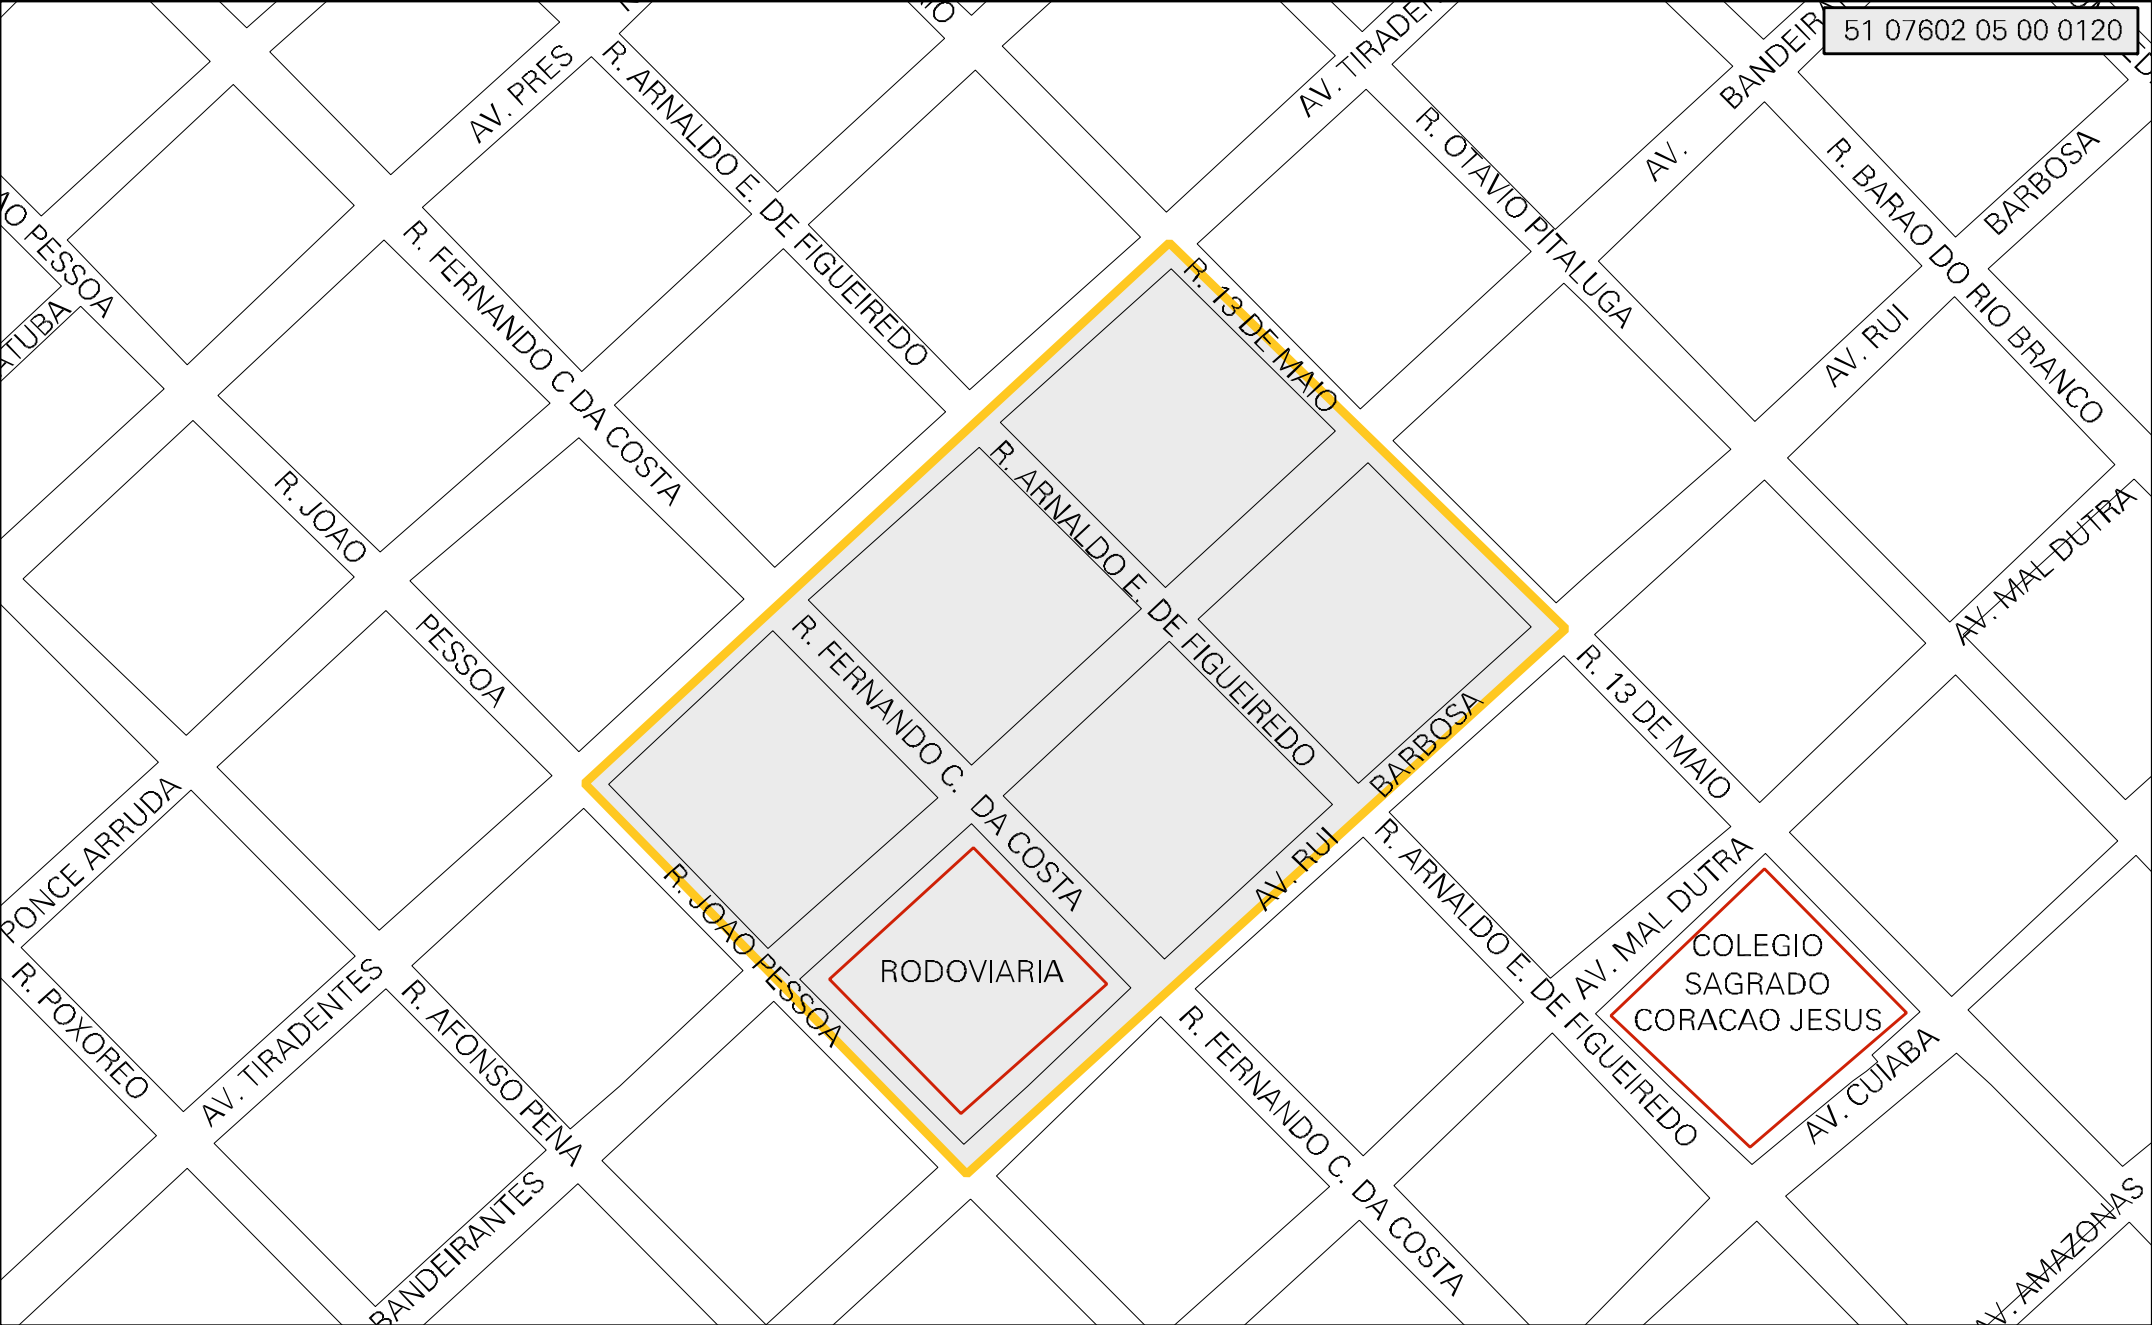 51 07602 05 00 0120
AV. PRES
R. ARNALDO E. DE FIGUEIREDO
AV.
BANDEIR
R. OTAVIO PITALUGA
R. BARAO DO RIO BRANCO
BARBOSA
AV. RUI
PESSOA
R. FERNANDO C DA COSTA
R. 13 DE MAIO
R. JOAO
PESSOA
R. ARNALDO E. DE FIGUEIREDO
AV. MAL DUTRA
R. FERNANDO C. DA COSTA
BARBOSA
AV. RUI
R. 13 DE MAIO
PONCE ARRUDA
R. JOAO PESSOA
RODOVIARIA
R. ARNALDO E. DE FIGUEIREDO
AV. MAL DUTRA
COLEGIO
SAGRADO
CORACAO JESUS
R. POXOREO
AV. TIRADENTES
R. AFONSO PENA
R. FERNANDO C. DA COSTA
AV. CUIABA
BANDEIRANTES
AV. AMAZONAS